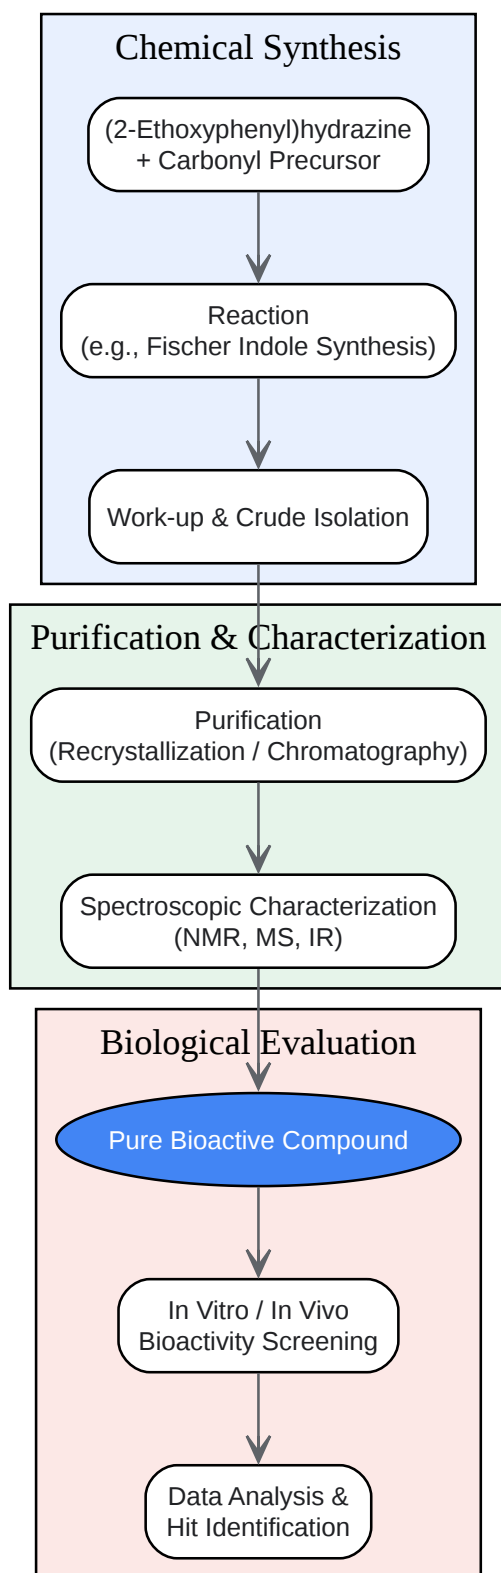 Chemical Synthesis
(2-Ethoxyphenyl)hydrazine
+ Carbonyl Precursor
Reaction
(e.g., Fischer Indole Synthesis)
Work-up & Crude Isolation
Purification & Characterization
Purification
(Recrystallization / Chromatography)
Spectroscopic Characterization
(NMR, MS, IR)
Biological Evaluation
Pure Bioactive Compound
In Vitro / In Vivo
Bioactivity Screening
Data Analysis &
Hit Identification